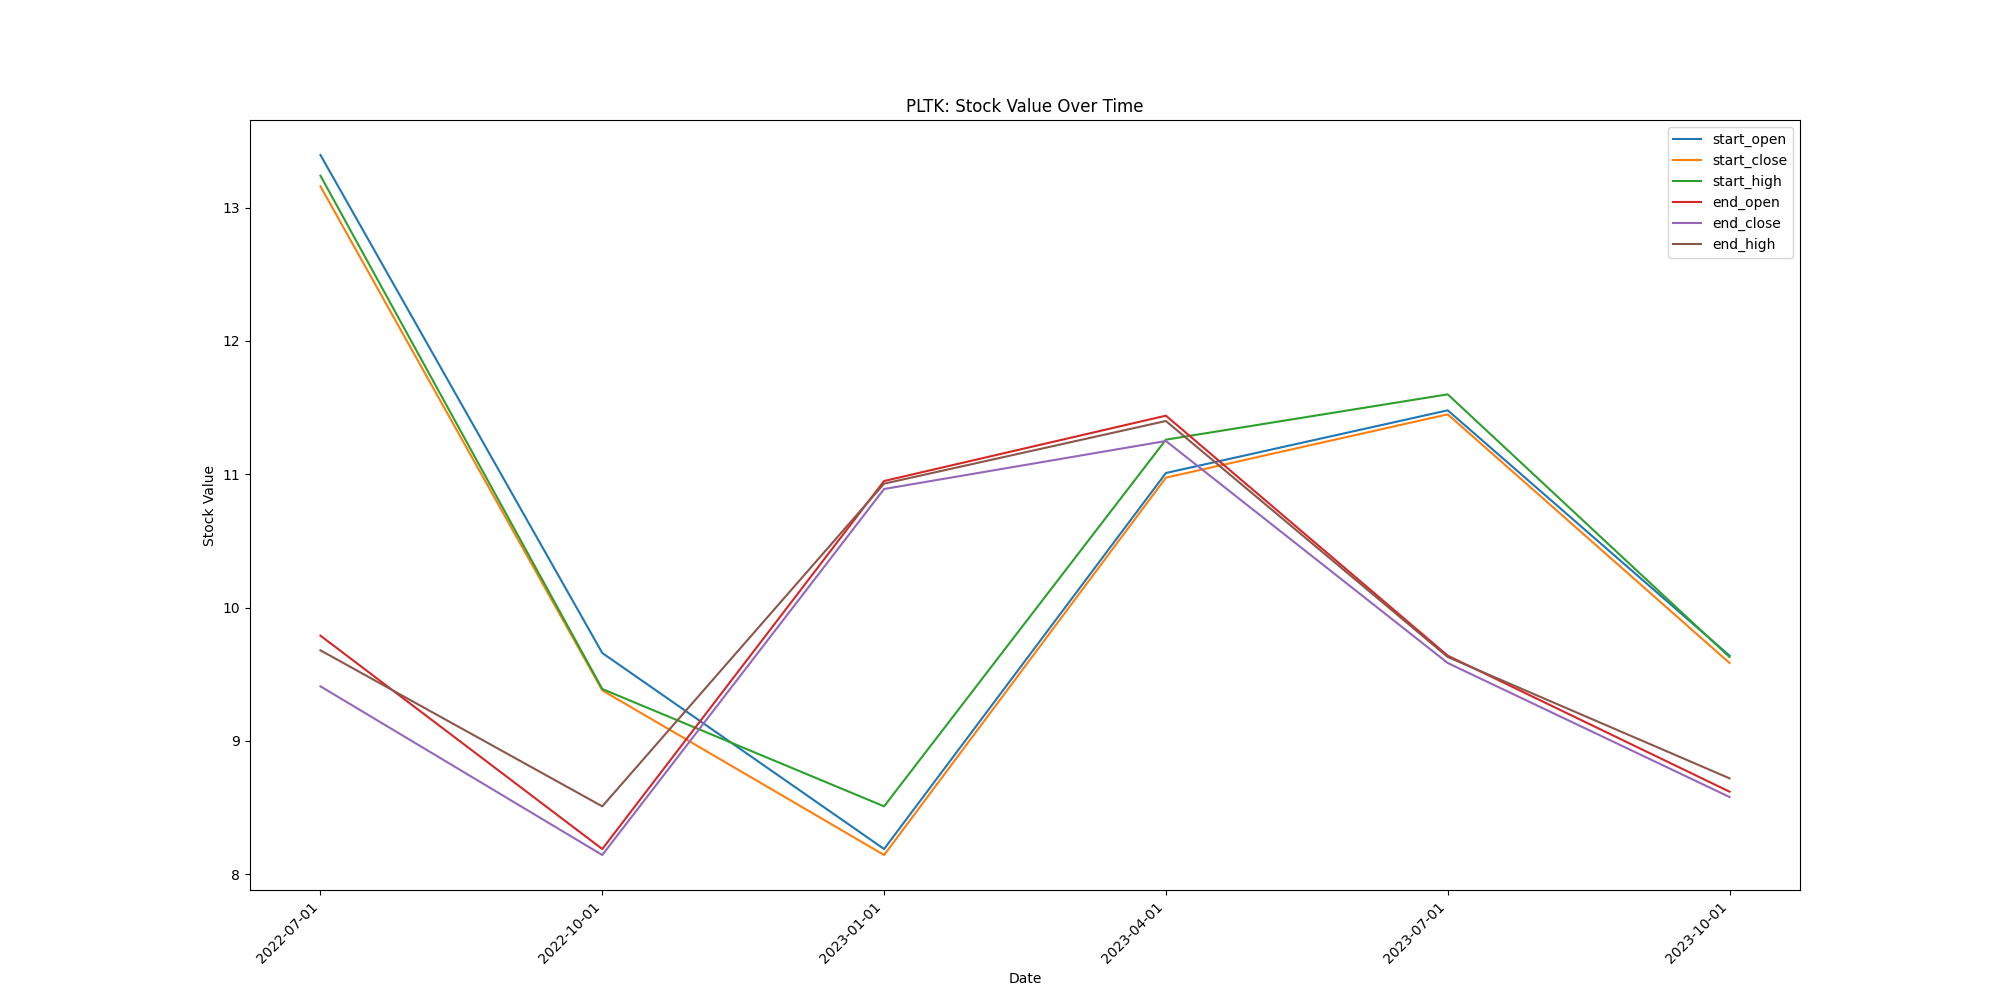 PLTK: Stock Value Over Time
start_open
start_close
start_high
end_open
end_close
end_high
13
12
11
10
9
8
Stock Value
2022-07-01
2022-10-01
2023-01-01
2023-04-01
2023-07-01
2023-10-01
Date